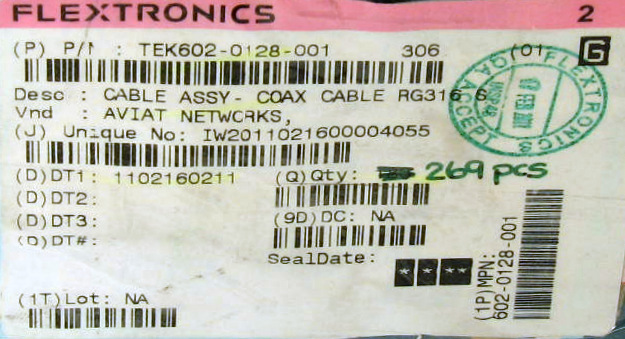 FLEXTRONICS 2
(P) P/N : TEK602-0128-001 306 (01) G
Desc : CABLE ASSY- COAX CABLE RG316 S
Vnd : AVIAT NETWORKS,
(J) Unique No: IW2011021600004055
(D)DT1: 1102160211 (Q)Qty: 269 pcs
(D)DT2:
(D)DT3: (9D)DC: NA
(D)DT#:
SealDate: ****
(1T)Lot: NA
(1P)MPN:
602-0128-001
FLEXTRONICS
QA ACCEPT
FEB